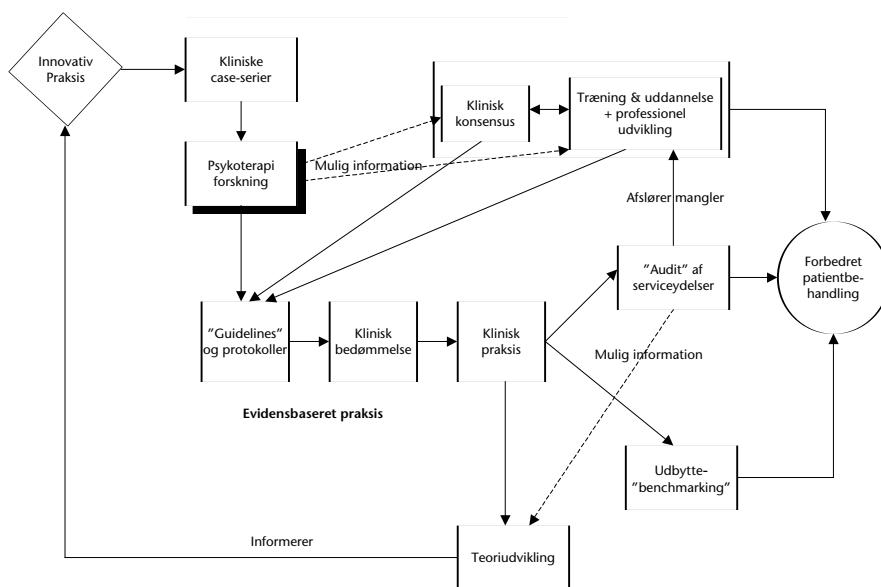 Innovativ
Praksis
Kliniske
case-serier
Klinisk
konsensus
Træning & uddannelse
+ professionel
udvikling
Psykoterapi
forskning
Mulig information
Afslører mangler
"Audit" af
serviceydelser
Forbedret
patientbe-
handling
"Guidelines"
og protokoller
Klinisk
bedømmelse
Klinisk
praksis
Mulig information
Evidensbaseret praksis
Udbytte-
"benchmarking"
Informerer
Teoriudvikling